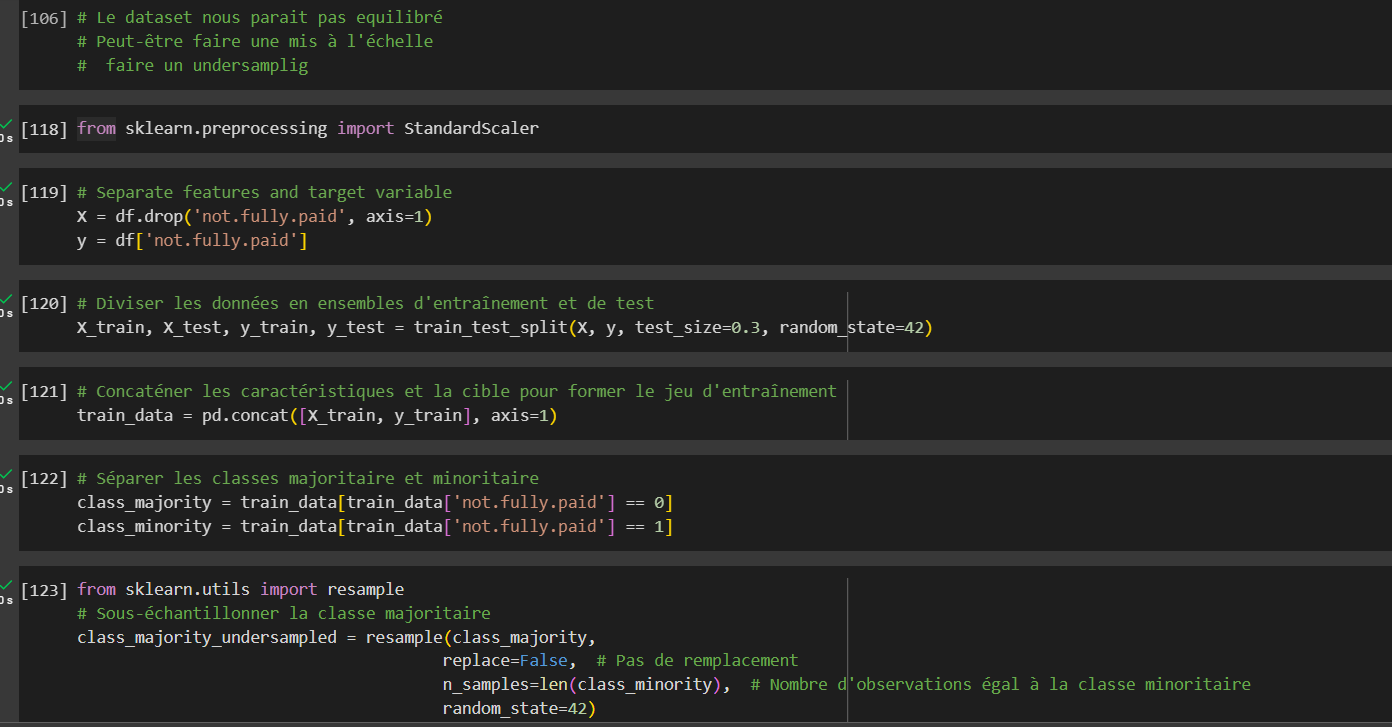 [106] # Le dataset nous parait pas equilibré
# Peut-être faire une mis à l'échelle
#  faire un undersamplig
0s [118] from sklearn.preprocessing import StandardScaler
0s [119] # Separate features and target variable
X = df.drop('not.fully.paid', axis=1)
y = df['not.fully.paid']
0s [120] # Diviser les données en ensembles d'entraînement et de test
X_train, X_test, y_train, y_test = train_test_split(X, y, test_size=0.3, random_state=42)
0s [121] # Concaténer les caractéristiques et la cible pour former le jeu d'entraînement
train_data = pd.concat([X_train, y_train], axis=1)
0s [122] # Séparer les classes majoritaire et minoritaire
class_majority = train_data[train_data['not.fully.paid'] == 0]
class_minority = train_data[train_data['not.fully.paid'] == 1]
0s [123] from sklearn.utils import resample
# Sous-échantillonner la classe majoritaire
class_majority_undersampled = resample(class_majority,
replace=False,  # Pas de remplacement
n_samples=len(class_minority),  # Nombre d'observations égal à la classe minoritaire
random_state=42)